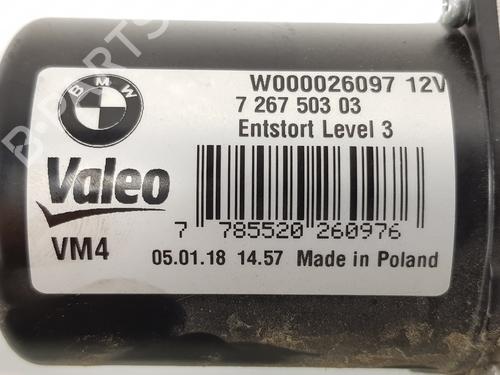 BMW
W000026097 12V
7 267 503 03
Entstort Level 3
Valeo
7 785520 260976
VM4
05.01.18 14.57 Made in Poland
B-PARTS